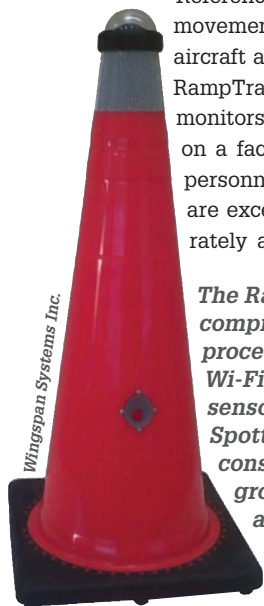 movemen
aircraft a
RampTra
monitors
on a fac
personn
are exce
rately a
Wingspan Systems Inc.
The Ra
compri
proce
Wi-Fi
senso
Spott
cons
gro
a